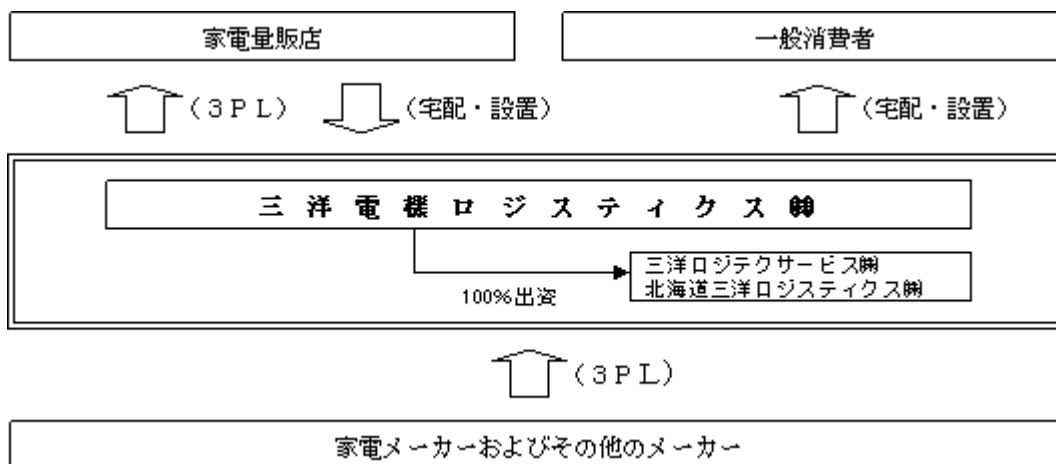 家電量販店
一般消費者
（３ＰＬ）
（宅配・設置）
（宅配・設置）
三洋電機ロジスティクス㈱
三洋ロジテクサービス㈱
北海道三洋ロジスティクス㈱
100%出資
（３ＰＬ）
家電メーカーおよびその他のメーカー